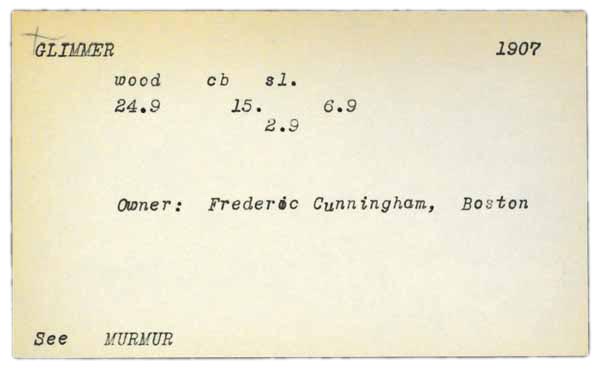 GLIMMER 1907
wood cb sl.
24.9 15. 6.9
2.9
Owner: Frederic Cunningham, Boston
See MURMUR